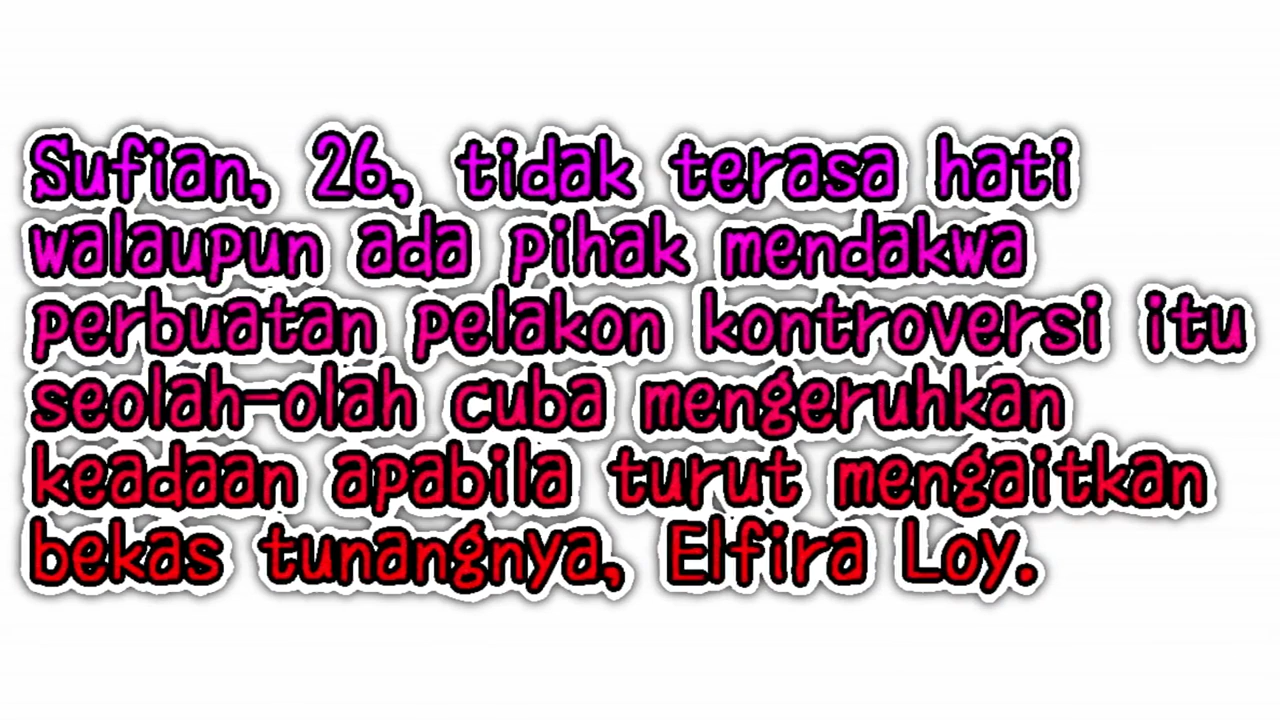 Sufian, 26, tidak terasa hati
walaupun ada pihak mendakwa
perbuatan pelakon kontroversi itu
seolah-olah cuba mengeruhkan
keadaan apabila turut mengaitkan
bekas tunangnya, Elfira Loy.